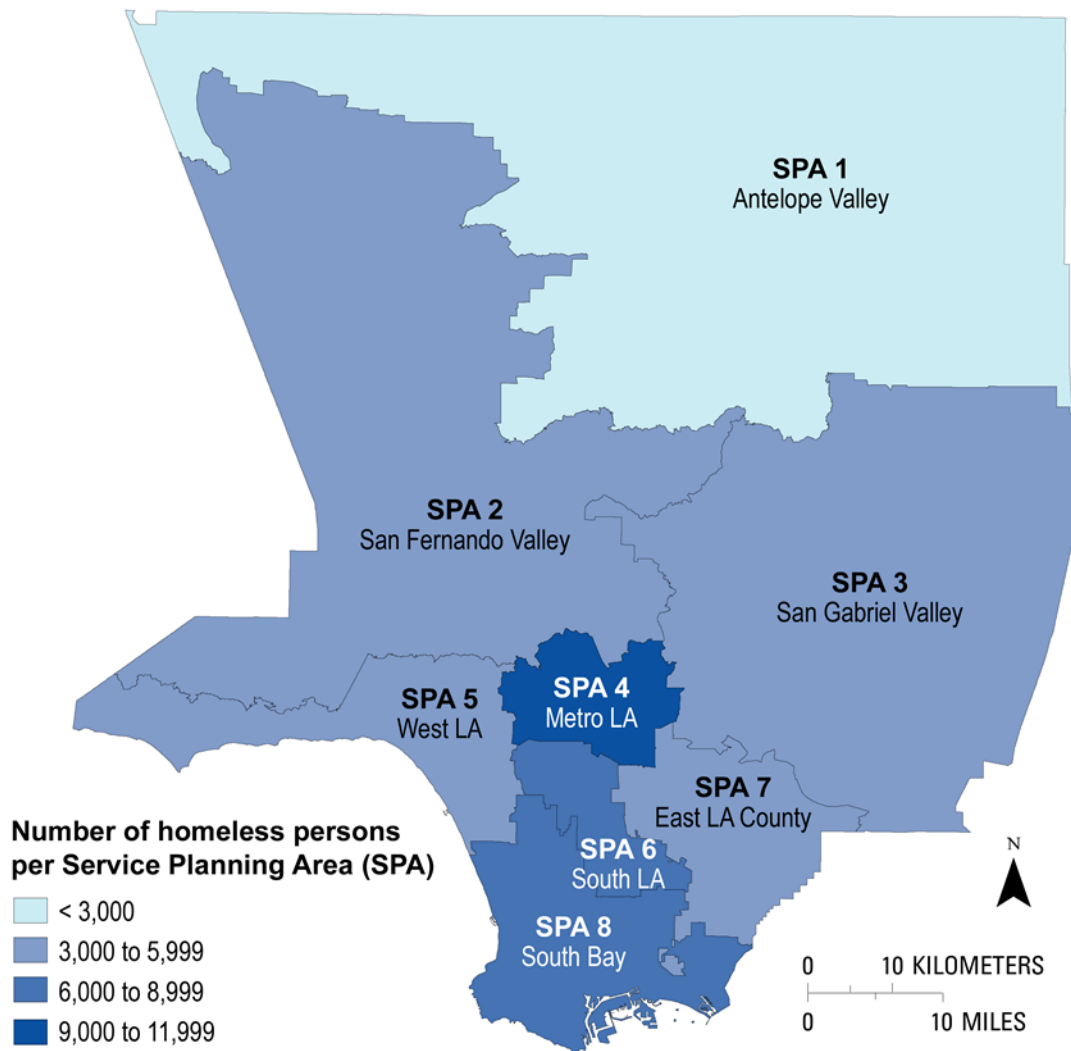 SPA 1
Antelope Valley
SPA 2
San Fernando Valley
SPA 3
San Gabriel Valley
SPA 4
Metro LA
SPA 5
West LA
SPA 7
East LA County
SPA 6
South LA
SPA 8
South Bay
Number of homeless persons
per Service Planning Area (SPA)
< 3,000
3,000 to 5,999
6,000 to 8,999
9,000 to 11,999
N
0 10 KILOMETERS
0 10 MILES